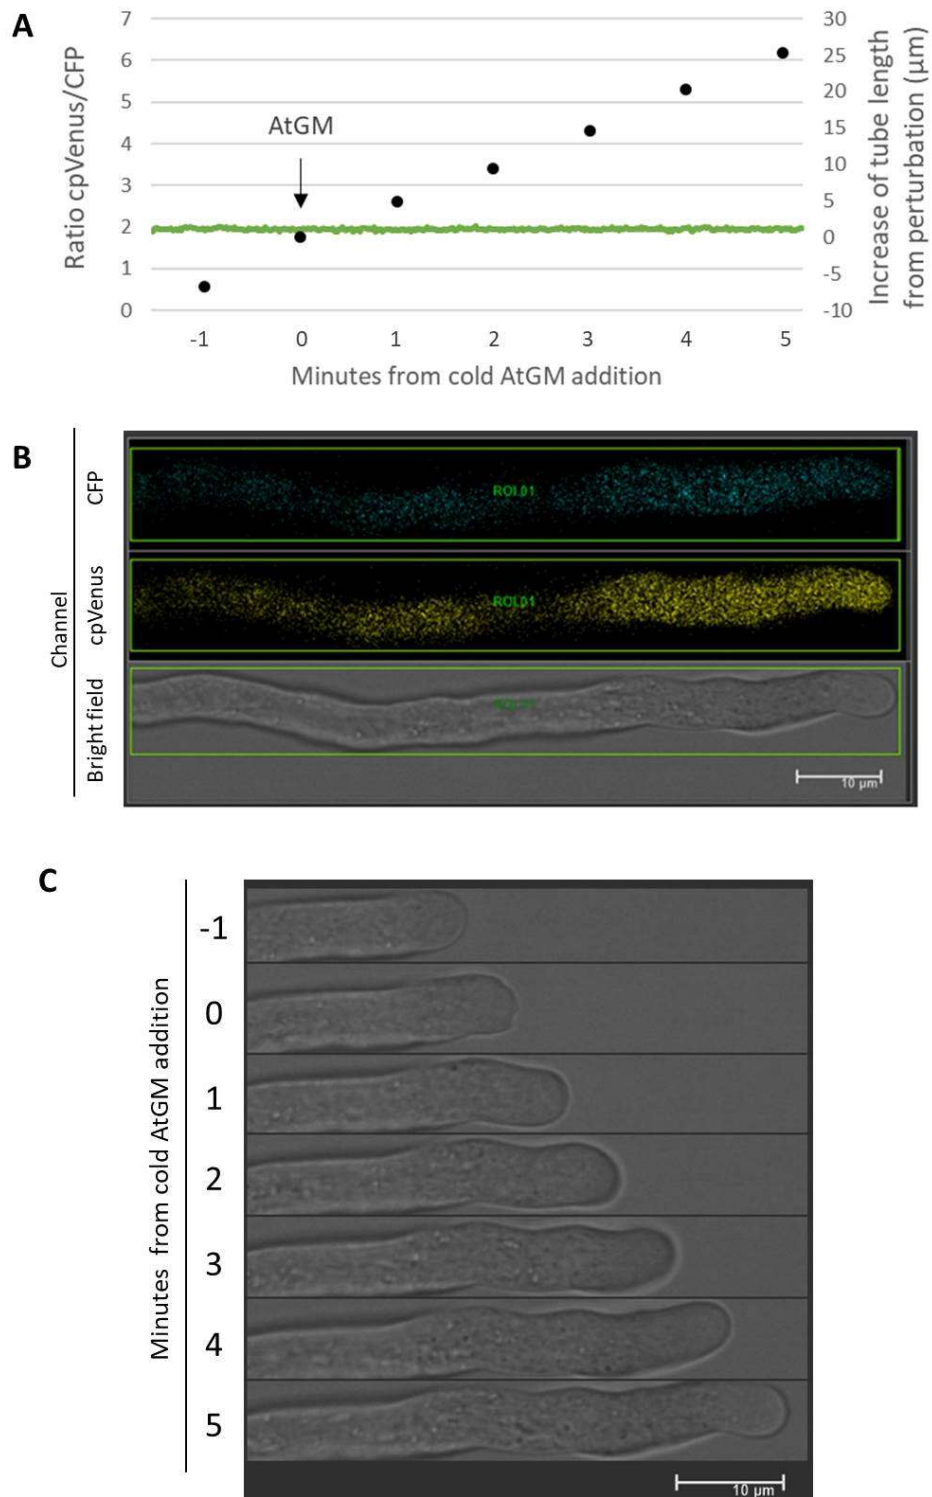 A
Ratio cpVenus/CFP
7
6
5
4
3
2
1
0
AtGM
30
25
20
15
10
5
0
-5
-10
Increase of tube length
from perturbation (µm)
-1 0 1 2 3 4 5
Minutes from cold AtGM addition
B
Channel
CFP
cpVenus
Bright field
ROI.01
ROI.01
10 µm
C
Minutes from cold AtGM addition
-1
0
1
2
3
4
5
10 µm